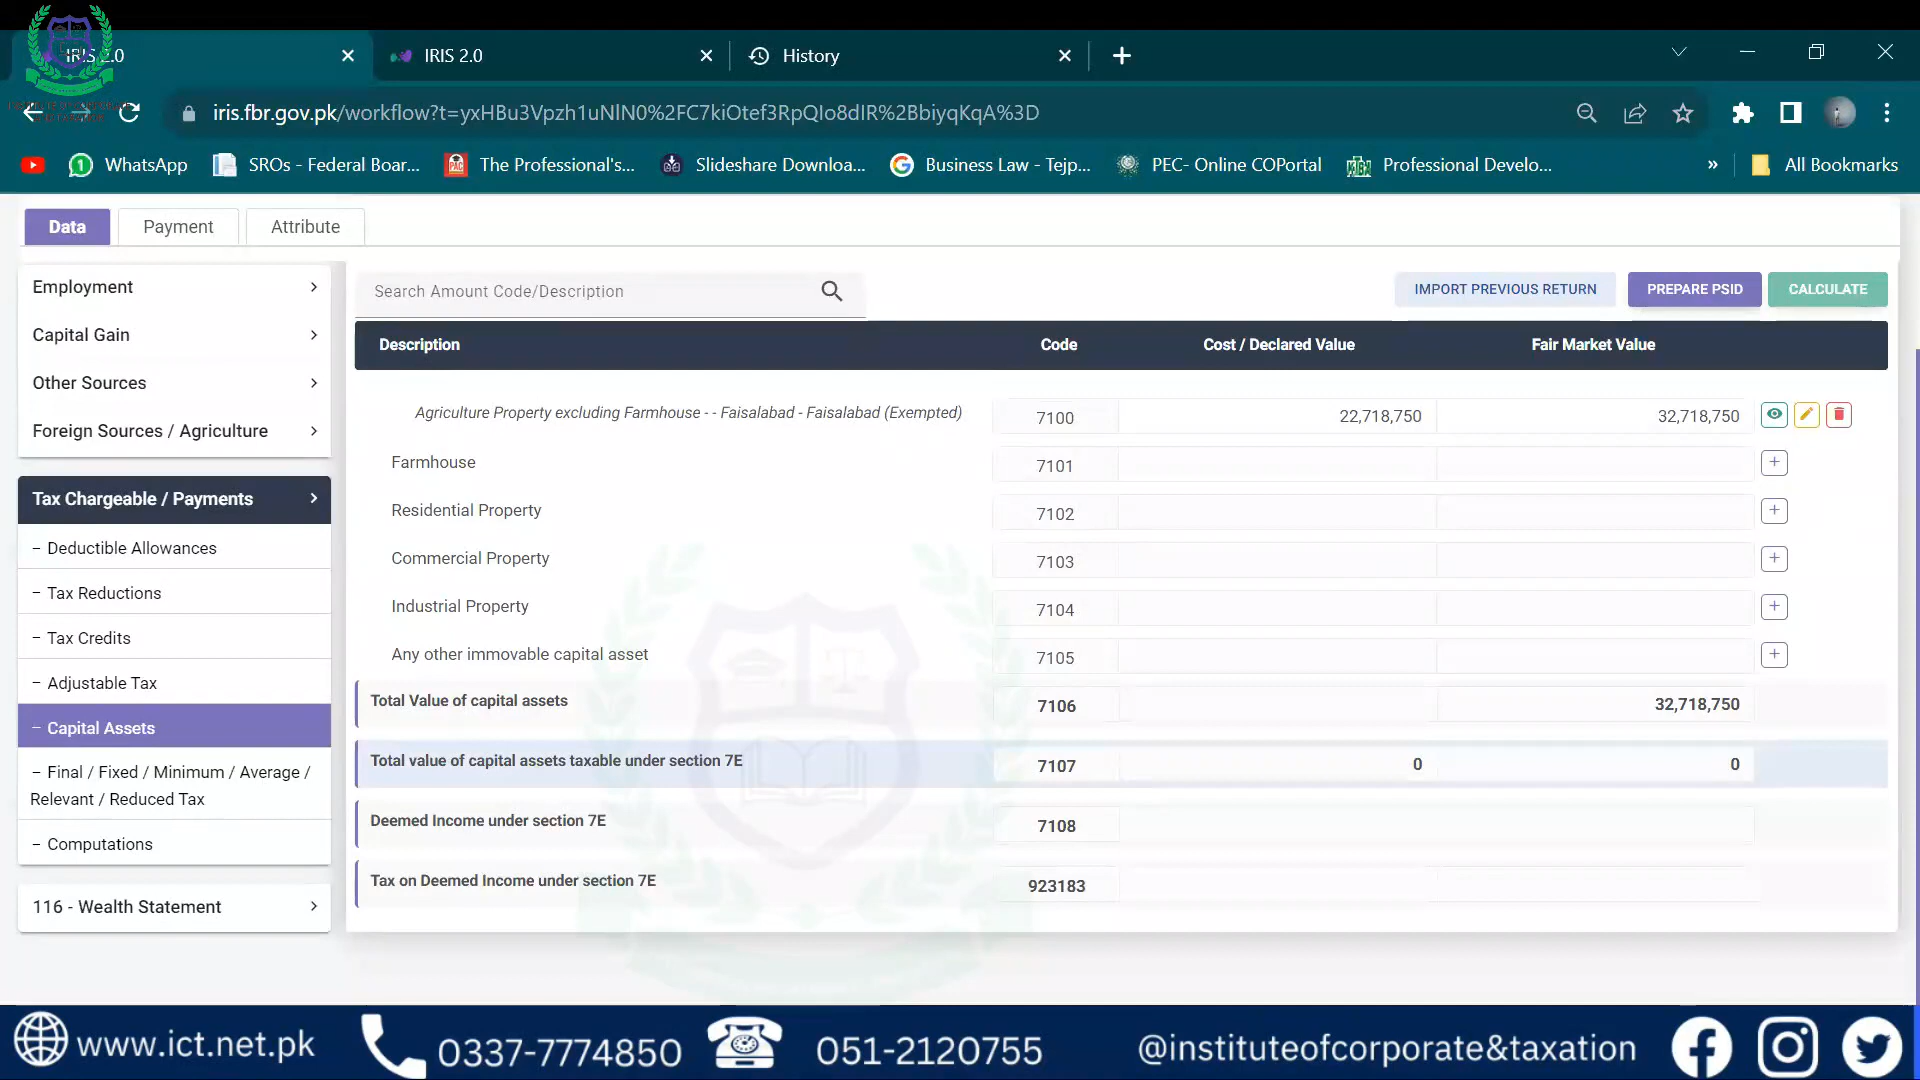 IRIS 2.0
IRIS 2.0
History
iris.fbr.gov.pk/workflow?t=yxHBu3Vpzh1uNlN0%2FC7kiOtef3RpQIo8dIR%2BbiyqKqA%3D
WhatsApp
SROs - Federal Boar...
The Professional's...
Slideshare Downloa...
Business Law - Tejp...
PEC- Online COPortal
Professional Develo...
»
All Bookmarks
Data
Payment
Attribute
Employment
Capital Gain
Other Sources
Foreign Sources / Agriculture
Tax Chargeable / Payments
– Deductible Allowances
– Tax Reductions
– Tax Credits
– Adjustable Tax
– Capital Assets
– Final / Fixed / Minimum / Average /
Relevant / Reduced Tax
– Computations
116 - Wealth Statement
Search Amount Code/Description
IMPORT PREVIOUS RETURN
PREPARE PSID
CALCULATE
Description Code Cost / Declared Value Fair Market Value
Agriculture Property excluding Farmhouse - - Faisalabad - Faisalabad (Exempted) 7100 22,718,750 32,718,750
Farmhouse 7101
Residential Property 7102
Commercial Property 7103
Industrial Property 7104
Any other immovable capital asset 7105
Total Value of capital assets 7106 32,718,750
Total value of capital assets taxable under section 7E 7107 0 0
Deemed Income under section 7E 7108
Tax on Deemed Income under section 7E 923183
www.ict.net.pk
0337-7774850
051-2120755
@instituteofcorporate&taxation